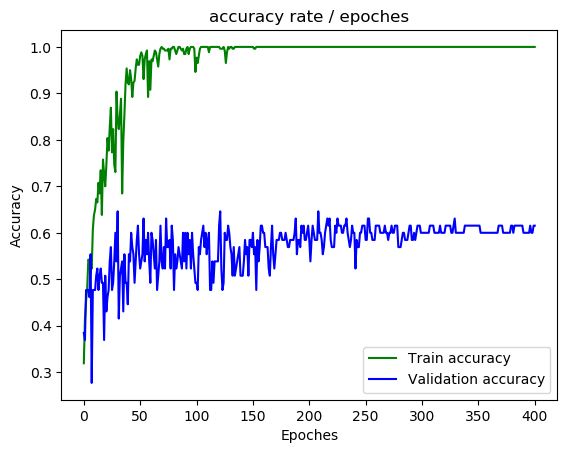 accuracy rate / epoches
1.0
0.9
0.8
0.7
0.6
0.5
0.4
0.3
Accuracy
Train accuracy
Validation accuracy
0 50 100 150 200 250 300 350 400
Epoches